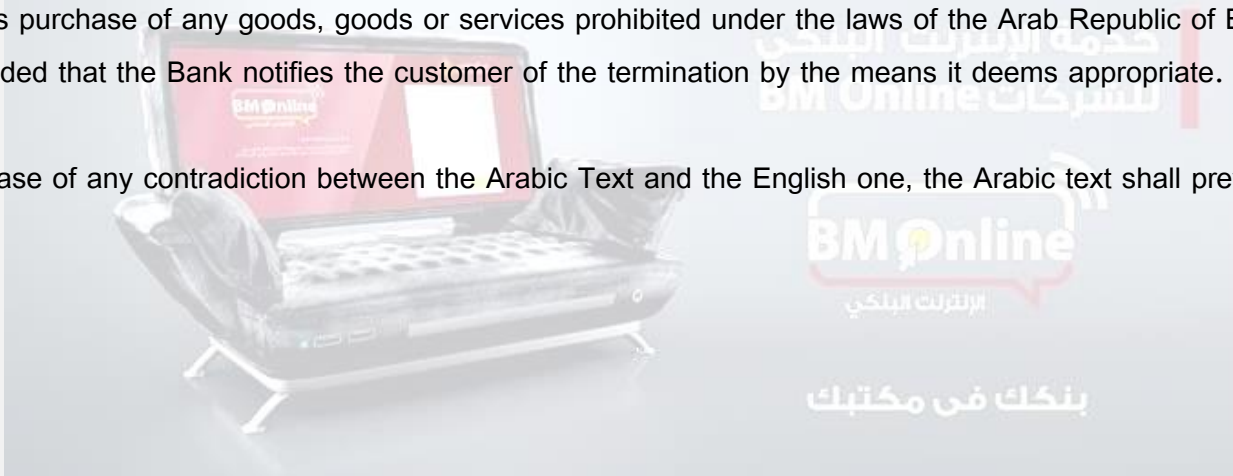 s purchase of any goods, goods or services prohibited under the laws of the Arab Republic of
ded that the Bank notifies the customer of the termination by the means it deems appropriate.
خدمة الإنترنت البنكي
للشركات BM Online
BM Online
ase of any contradiction between the Arabic Text and the English one, the Arabic text shall
BM Online
الإنترنت البنكي
بنكك فى مكتبك